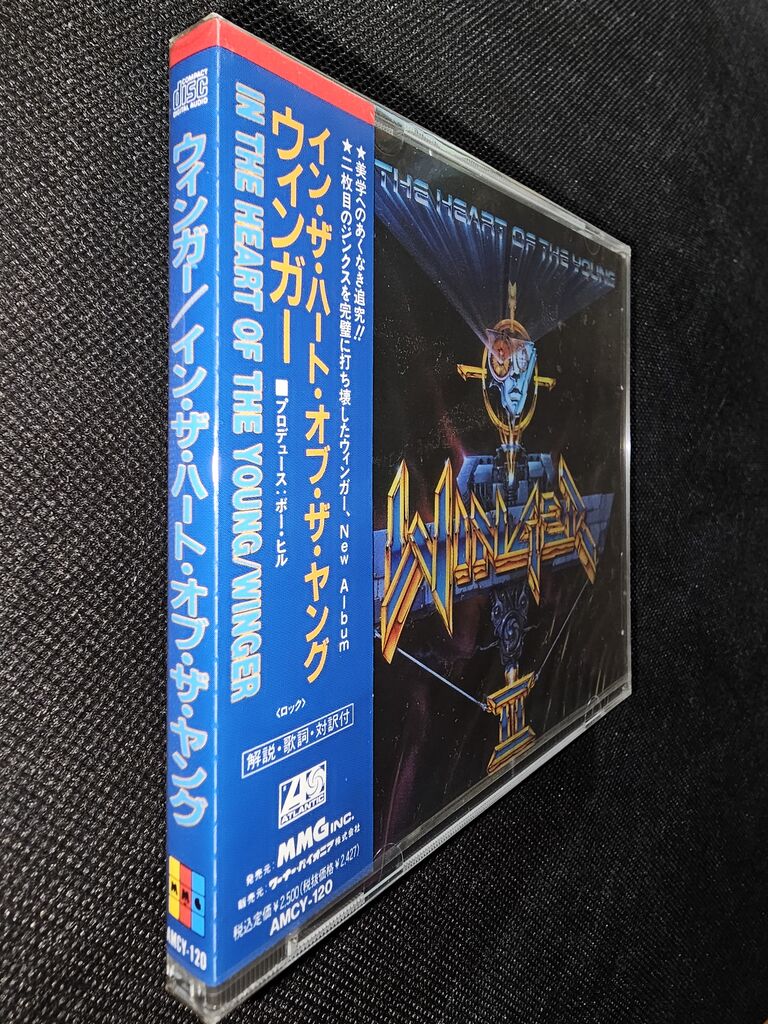 COMPACT
disc
DIGITAL AUDIO
ウィンガー/イン・ザ・ハート・オブ・ザ・ヤング
MMG
AMCY-120
IN THE HEART OF THE YOUNG/WINGER
ウィンガー
イン・ザ・ハート・オブ・ザ・ヤング
■プロデュース:ボー・ヒル
★美学へのあくなき追究!!
★二枚目のジンクスを完璧に打ち壊したウィンガー、New Album
〈ロック〉
解説・歌詞・対訳付
ATLANTIC
発売元:MMG INC.
販売元:ワーナー・パイオニア株式会社
税込定価¥2,500(税抜価格¥2,427)
AMCY-120
THE HEART OF THE YOUNG
WINGER
II